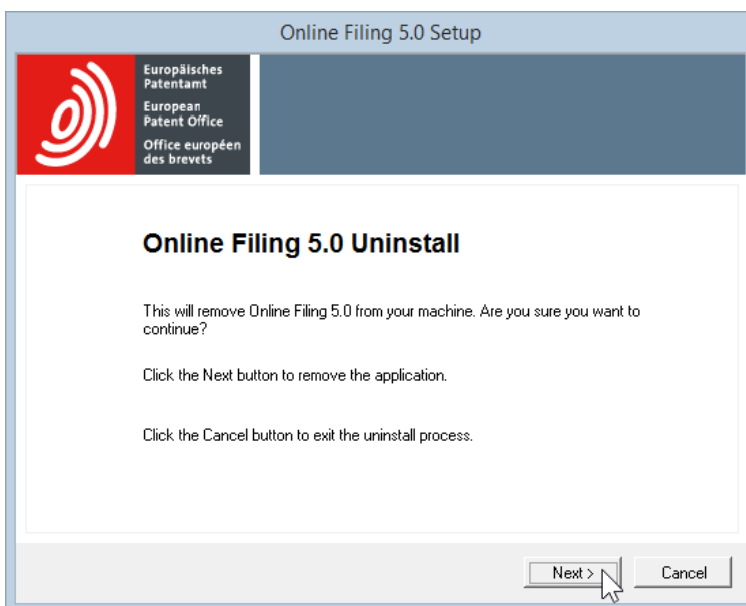 Online Filing 5.0 Setup
Europäisches
Patentamt
European
Patent Office
Office européen
des brevets
Online Filing 5.0 Uninstall
This will remove Online Filing 5.0 from your machine. Are you sure you want to
continue?
Click the Next button to remove the application.
Click the Cancel button to exit the uninstall process.
Next >
Cancel